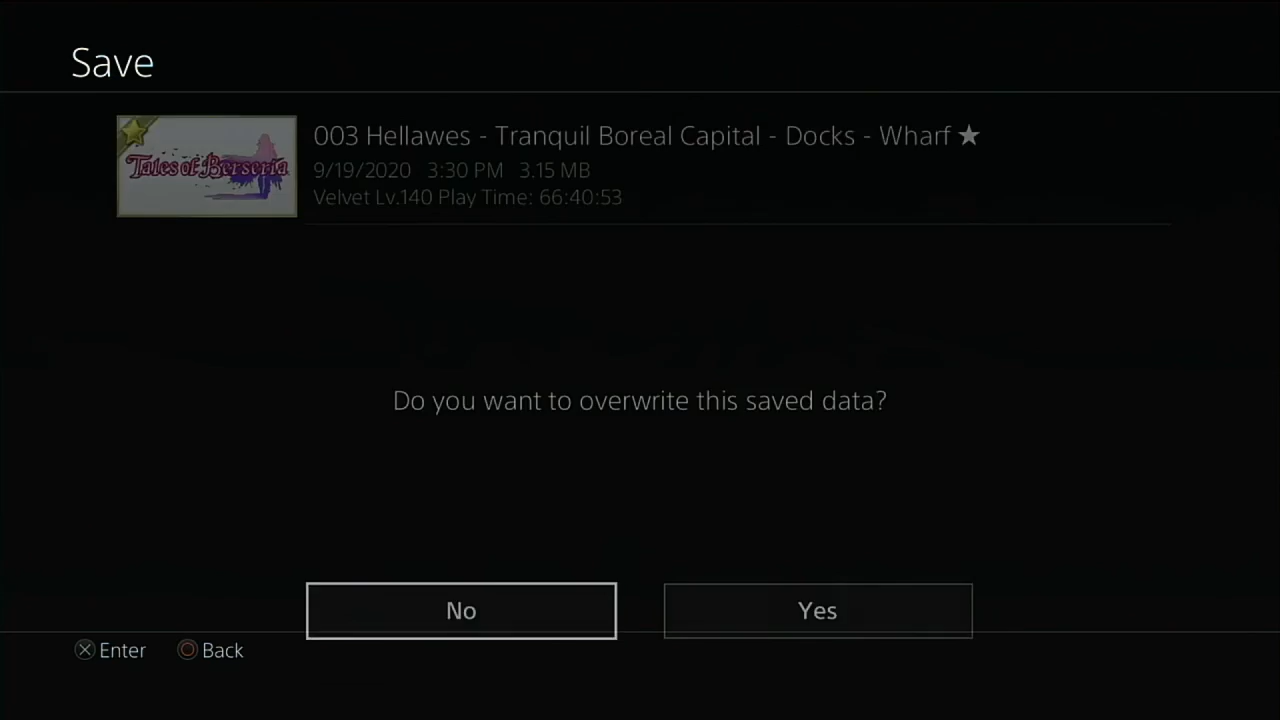 Save
Tales of Berseria
003 Hellawes - Tranquil Boreal Capital - Docks - Wharf ★
9/19/2020 3:30 PM 3.15 MB
Velvet Lv.140 Play Time: 66:40:53
Do you want to overwrite this saved data?
No
Yes
Enter
Back